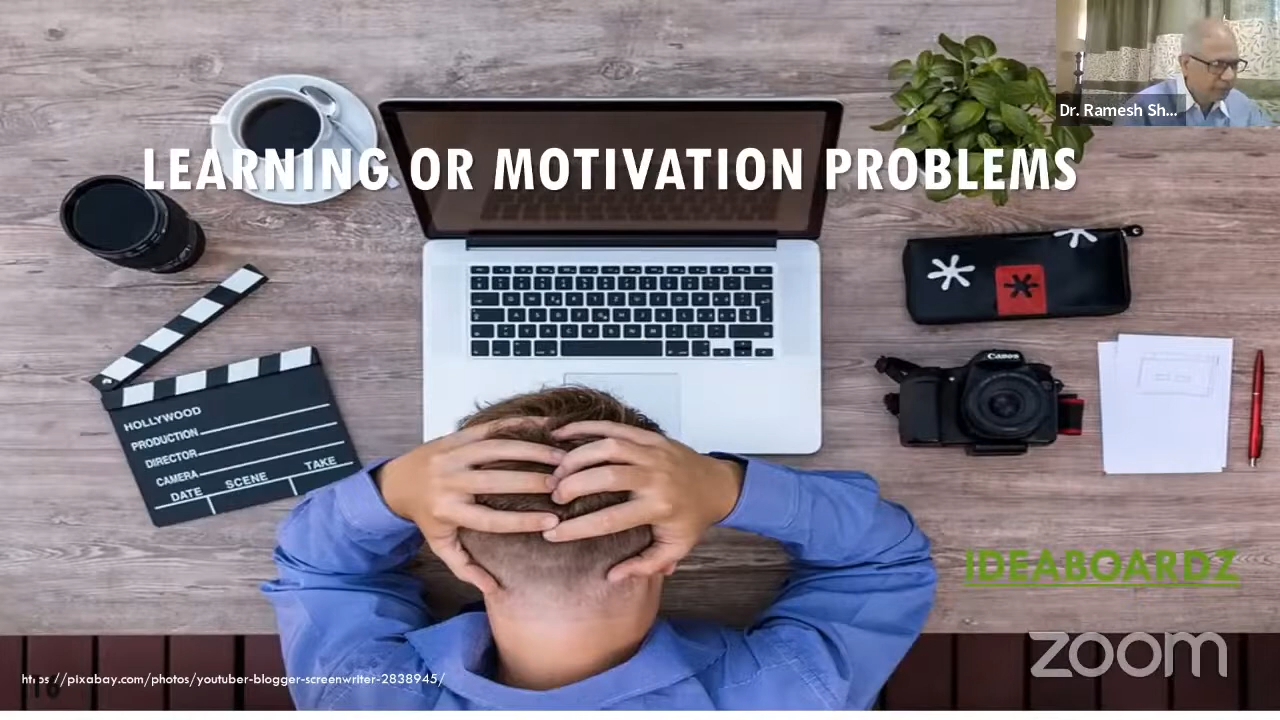 LEARNING OR MOTIVATION PROBLEMS
Dr. Ramesh Sh...
Canon
HOLLYWOOD
PRODUCTION
DIRECTOR
CAMERA
DATE SCENE TAKE
IDEABOARDZ
zoom
https://pixabay.com/photos/youtuber-blogger-screenwriter-2838945/